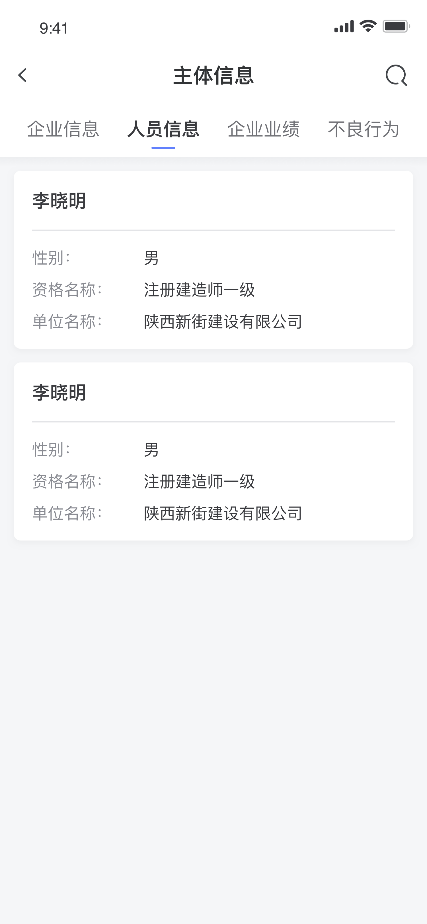 9:41
主体信息
企业信息 人员信息 企业业绩 不良行为
李晓明
性别： 男
资格名称： 注册建造师一级
单位名称： 陕西新街建设有限公司
李晓明
性别： 男
资格名称： 注册建造师一级
单位名称： 陕西新街建设有限公司